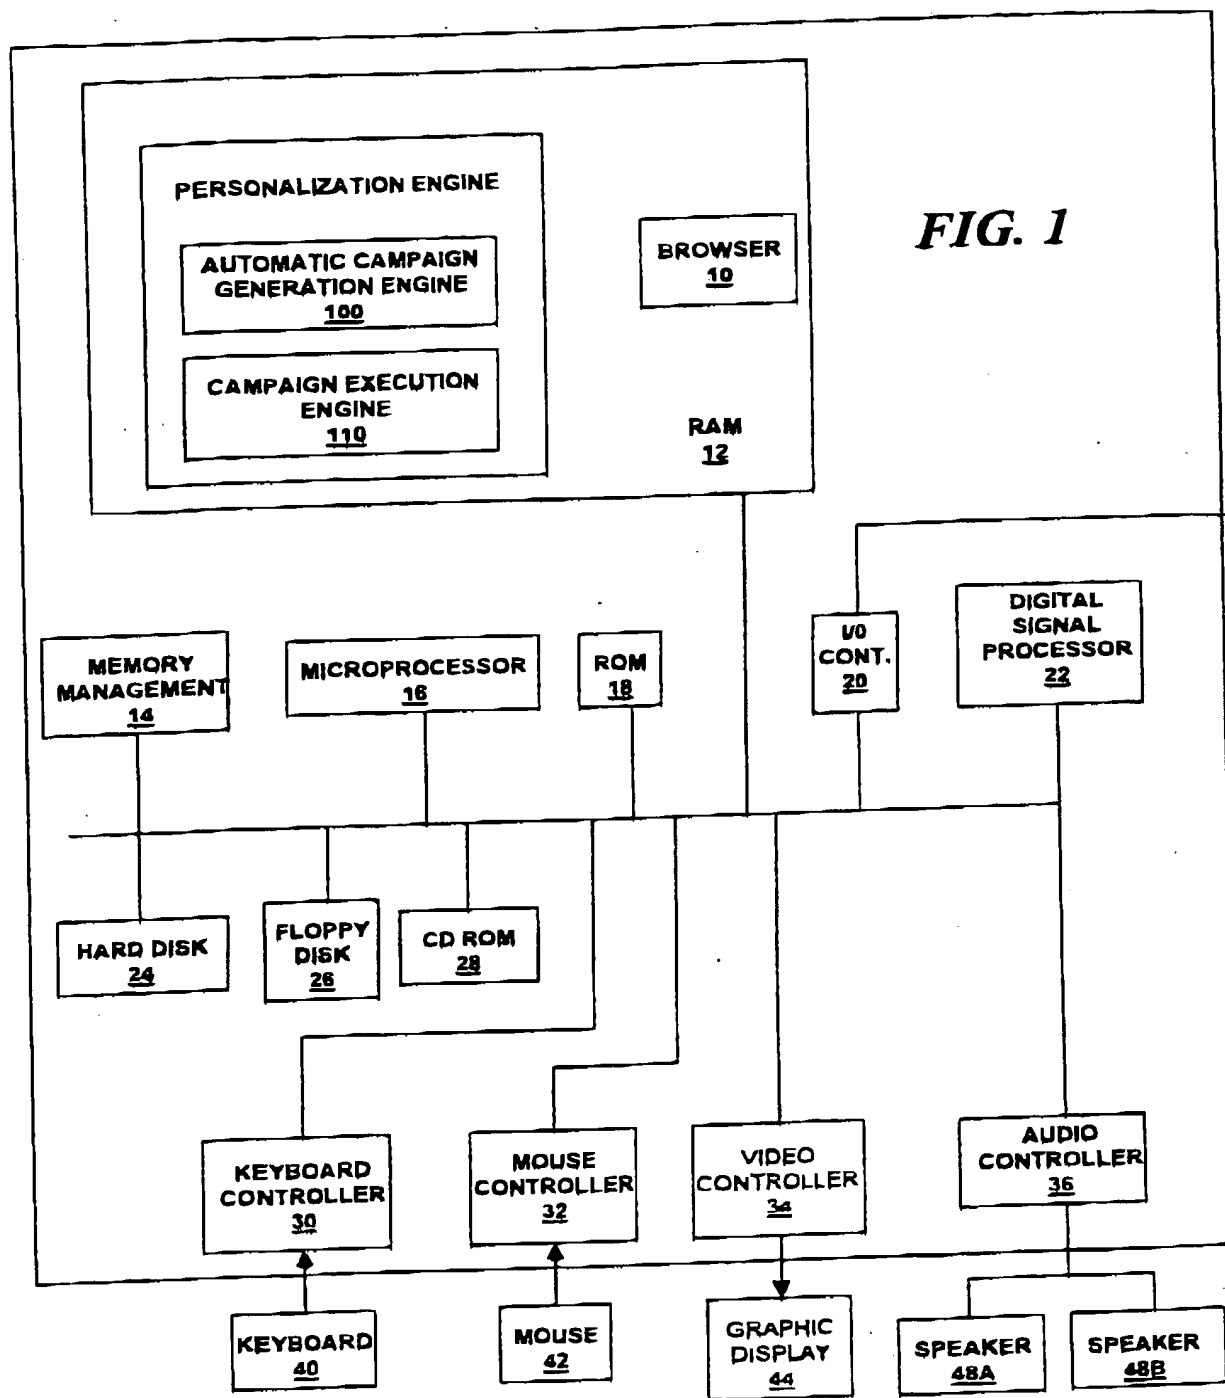 FIG. 1
PERSONALIZATION ENGINE
AUTOMATIC CAMPAIGN
GENERATION ENGINE
100
CAMPAIGN EXECUTION
ENGINE
110
BROWSER
10
RAM
12
MEMORY
MANAGEMENT
14
MICROPROCESSOR
16
ROM
18
I/O
CONT.
20
DIGITAL
SIGNAL
PROCESSOR
22
HARD DISK
24
FLOPPY
DISK
26
CD ROM
28
KEYBOARD
CONTROLLER
30
MOUSE
CONTROLLER
32
VIDEO
CONTROLLER
34
AUDIO
CONTROLLER
36
KEYBOARD
40
MOUSE
42
GRAPHIC
DISPLAY
44
SPEAKER
48A
SPEAKER
48B